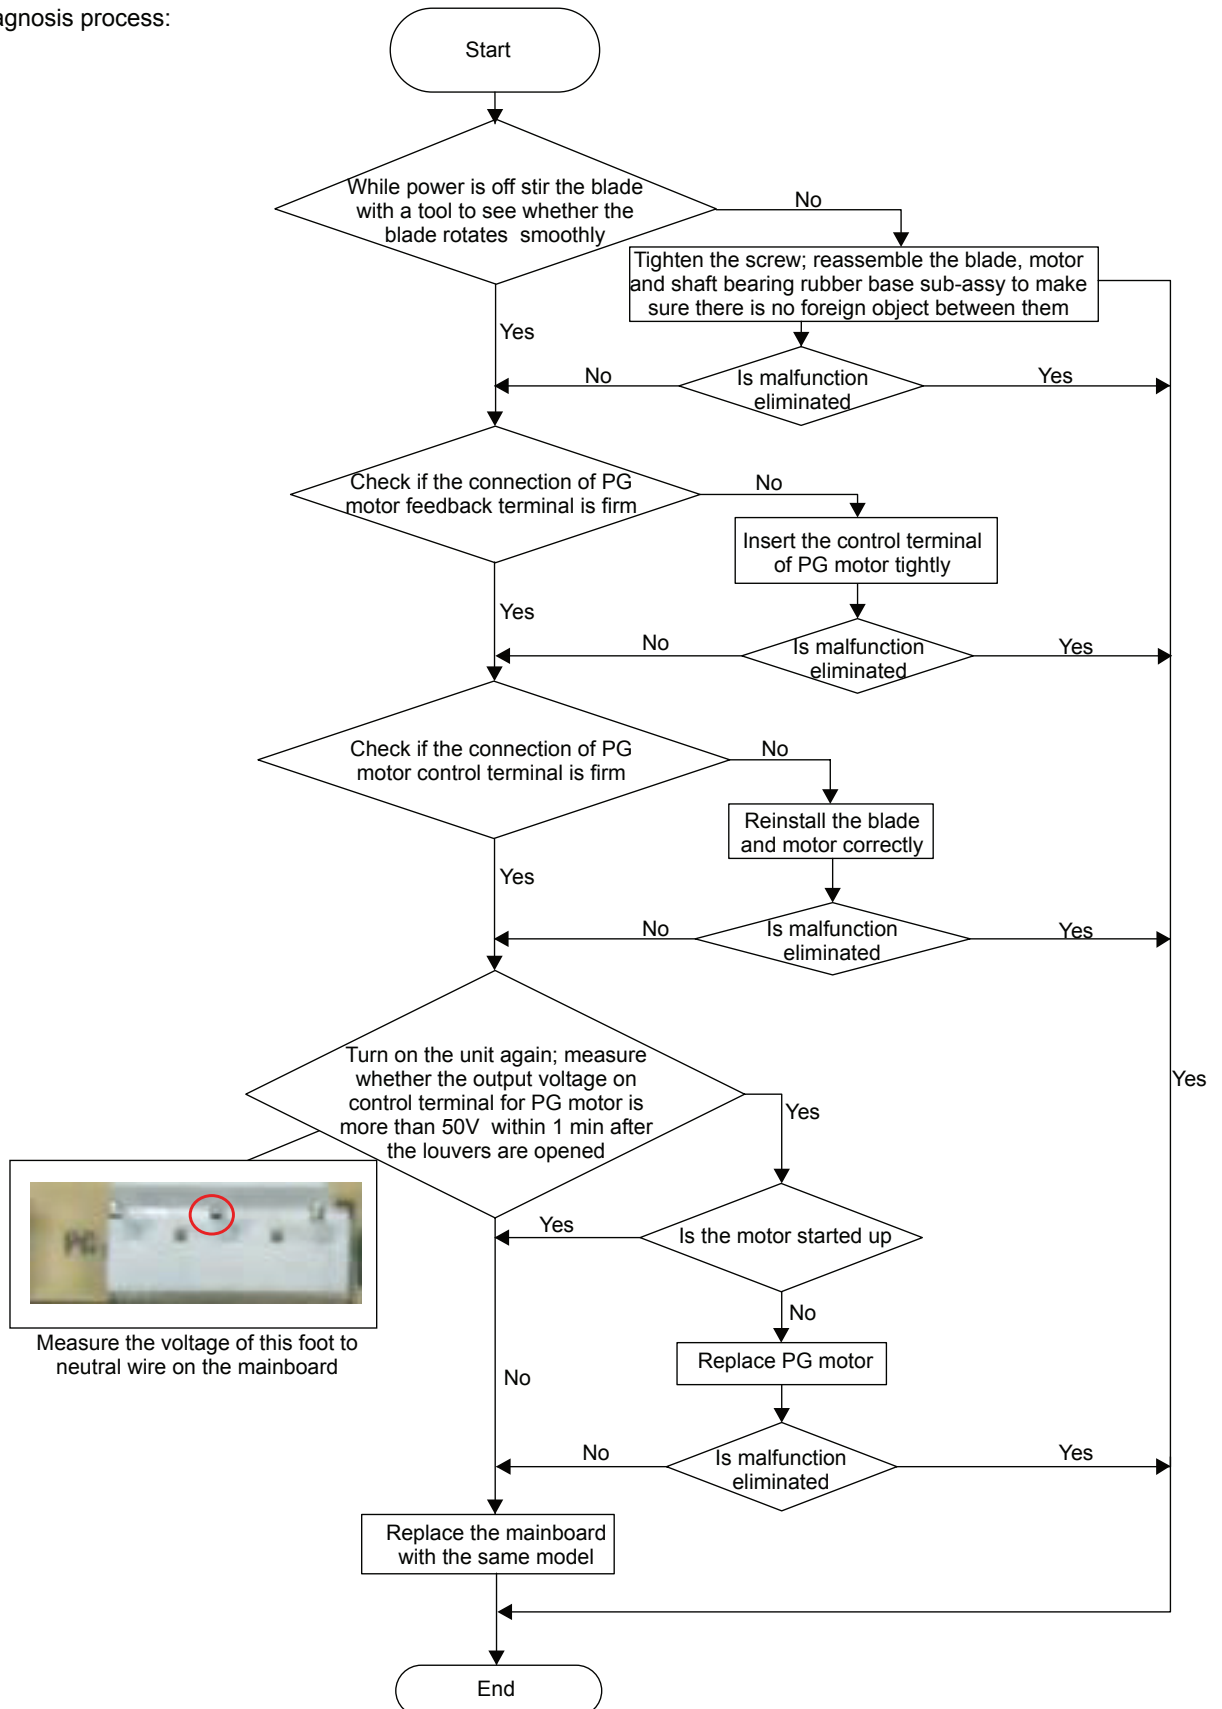 agnosis process:
Start
While power is off stir the blade
with a tool to see whether the
blade rotates smoothly
No
Tighten the screw; reassemble the blade, motor
and shaft bearing rubber base sub-assy to make
sure there is no foreign object between them
Yes
No
Is malfunction
eliminated
Yes
Check if the connection of PG
motor feedback terminal is firm
No
Insert the control terminal
of PG motor tightly
Yes
No
Is malfunction
eliminated
Yes
Check if the connection of PG
motor control terminal is firm
No
Reinstall the blade
and motor correctly
Yes
No
Is malfunction
eliminated
Yes
Turn on the unit again; measure
whether the output voltage on
control terminal for PG motor is
more than 50V within 1 min after
the louvers are opened
Yes
Yes
PG
Measure the voltage of this foot to
neutral wire on the mainboard
Yes
Is the motor started up
No
Replace PG motor
No
No
Is malfunction
eliminated
Yes
Replace the mainboard
with the same model
End